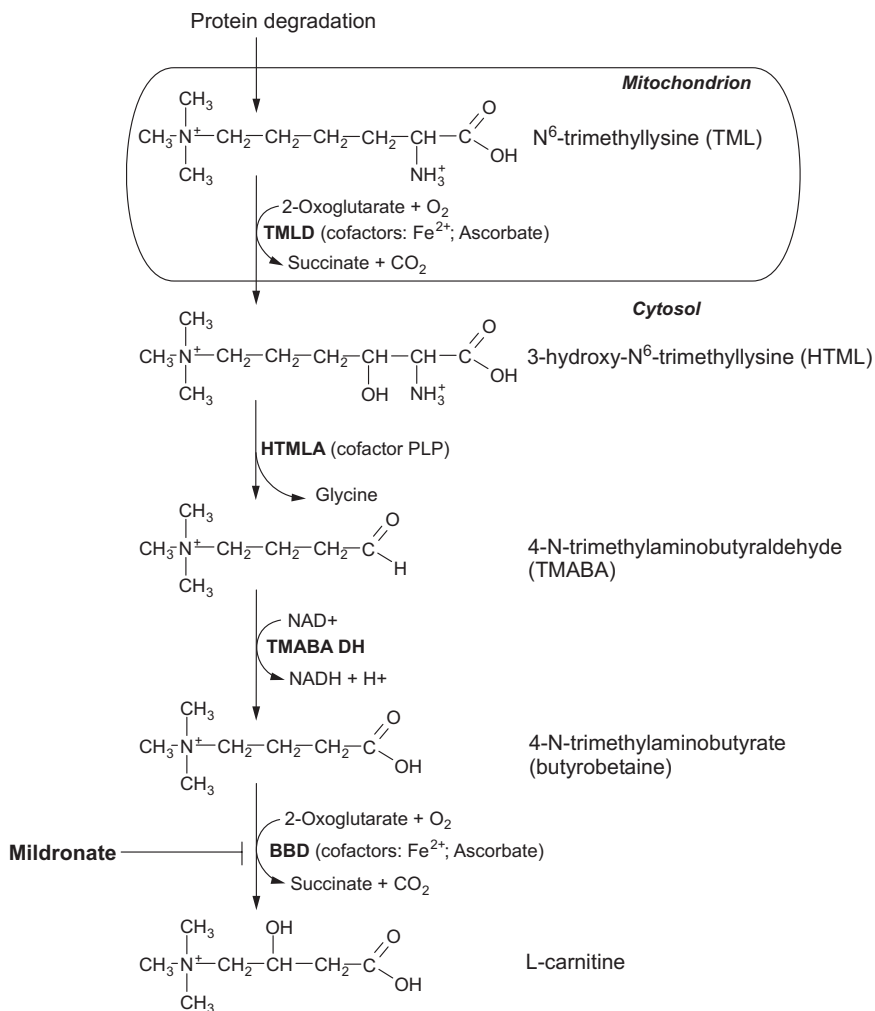 Protein degradation
Mitochondrion
CH3
CH3–N+–CH2–CH2–CH2–CH2–CH–C
O
OH
CH3
NH3+
N6-trimethyllysine (TML)
2-Oxoglutarate + O2
TMLD (cofactors: Fe2+; Ascorbate)
Succinate + CO2
Cytosol
CH3
CH3–N+–CH2–CH2–CH2–CH–CH–C
O
OH
CH3
OH NH3+
3-hydroxy-N6-trimethyllysine (HTML)
HTMLA (cofactor PLP)
Glycine
CH3
CH3–N+–CH2–CH2–CH2–C
O
H
CH3
4-N-trimethylaminobutyraldehyde
(TMABA)
NAD+
TMABA DH
NADH + H+
CH3
CH3–N+–CH2–CH2–CH2–C
O
OH
CH3
4-N-trimethylaminobutyrate
(butyrobetaine)
2-Oxoglutarate + O2
Mildronate
BBD (cofactors: Fe2+; Ascorbate)
Succinate + CO2
CH3
OH
CH3–N+–CH2–CH–CH2–C
O
OH
CH3
L-carnitine